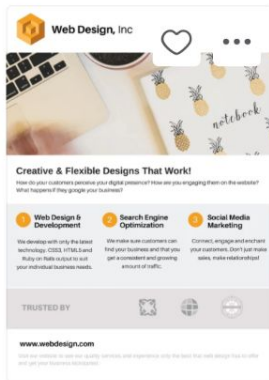 Web Design, Inc
notebook
Creative & Flexible Designs That Work!
How do your customers perceive your digital presence? How are you engaging them on the website?
What happens if they google your business?
1 Web Design &
Development
We develop with only the latest
technology. CSS3, HTML5 and
Ruby on Rails output to suit
your individual business needs.
2 Search Engine
Optimization
We make sure customers can
find your business and that you
get a consistent and growing
amount of traffic.
3 Social Media
Marketing
Connect, engage and enchant
your customers. Don't just make
sales, make relationships!
TRUSTED BY
www.webdesign.com